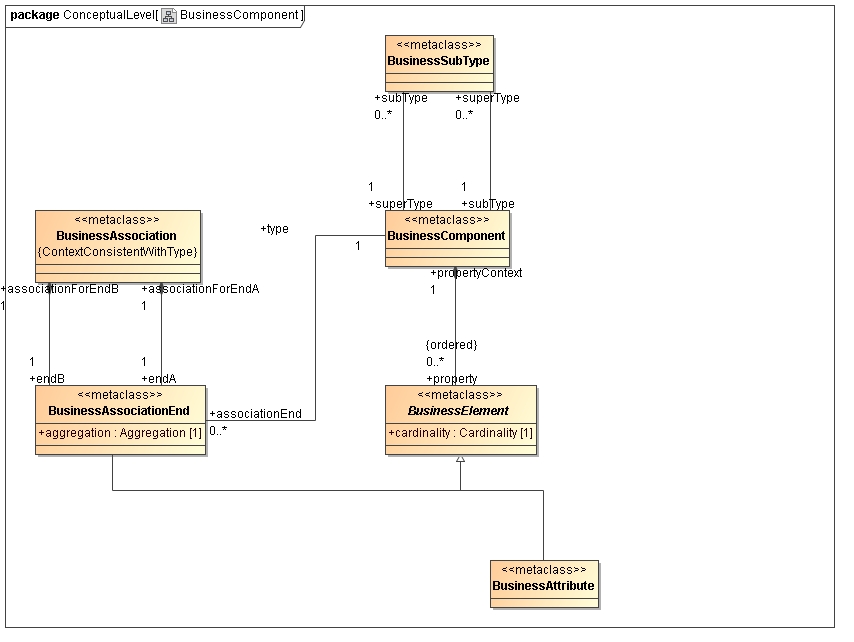 package ConceptualLevel[ BusinessComponent ]
<<metaclass>>
BusinessSubType
+subType
+superType
0..*
0..*
1
1
+superType
+subType
<<metaclass>>
BusinessAssociation
{ContextConsistentWithType}
+type
1
<<metaclass>>
BusinessComponent
+associationForEndB
+associationForEndA
1
1
+propertyContext
1
{ordered}
0..*
+property
1
1
+endB
+endA
<<metaclass>>
BusinessAssociationEnd
+aggregation : Aggregation [1]
+associationEnd
0..*
<<metaclass>>
BusinessElement
+cardinality : Cardinality [1]
<<metaclass>>
BusinessAttribute